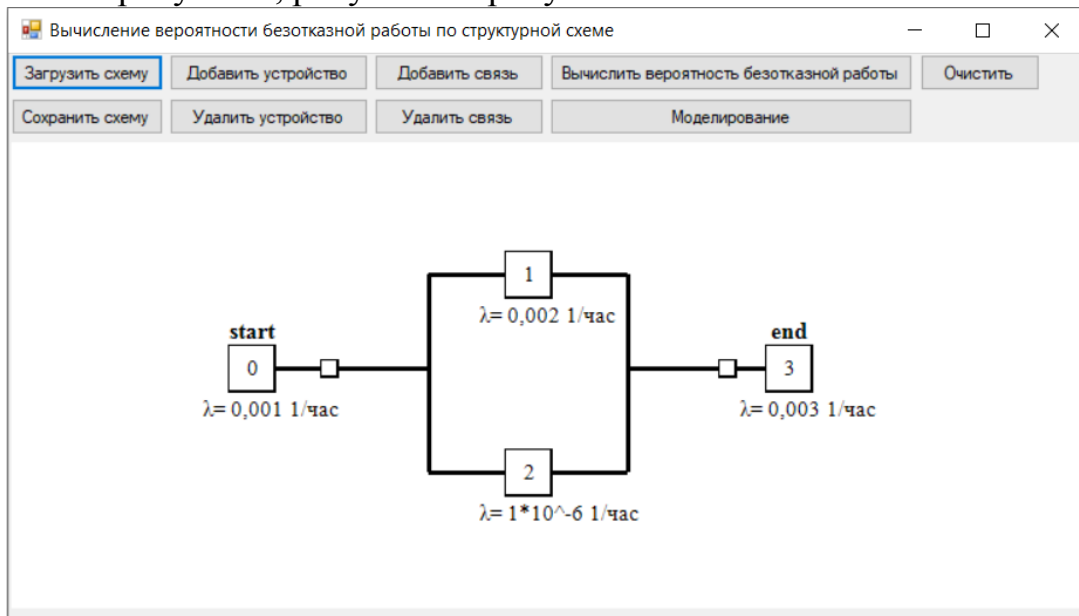 Вычисление вероятности безотказной работы по структурной схеме
Загрузить схему Добавить устройство Добавить связь Вычислить вероятность безотказной работы Очистить
Сохранить схему Удалить устройство Удалить связь Моделирование
1
λ= 0,002 1/час
start
0
λ= 0,001 1/час
end
3
λ= 0,003 1/час
2
λ= 1*10^-6 1/час